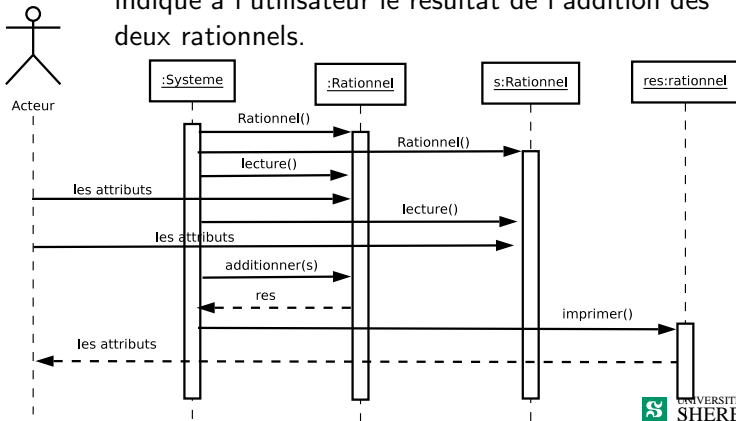 indique à l'utilisateur le résultat de l'addition des
deux rationnels.
:Systeme
:Rationnel
s:Rationnel
res:rationnel
Acteur
Rationnel()
Rationnel()
lecture()
les attributs
lecture()
les attributs
additionner(s)
res
imprimer()
les attributs